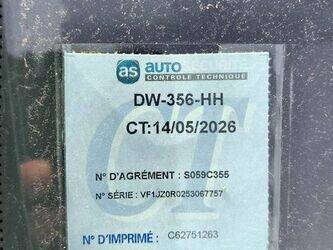 as AUTO
CONTROLE TECHNIQUE
DW-356-HH
CT:14/05/2026
N° D'AGRÉMENT : S059C355
N° SÉRIE : VF1JZ0R0253067757
N° D'IMPRIMÉ : C62751263